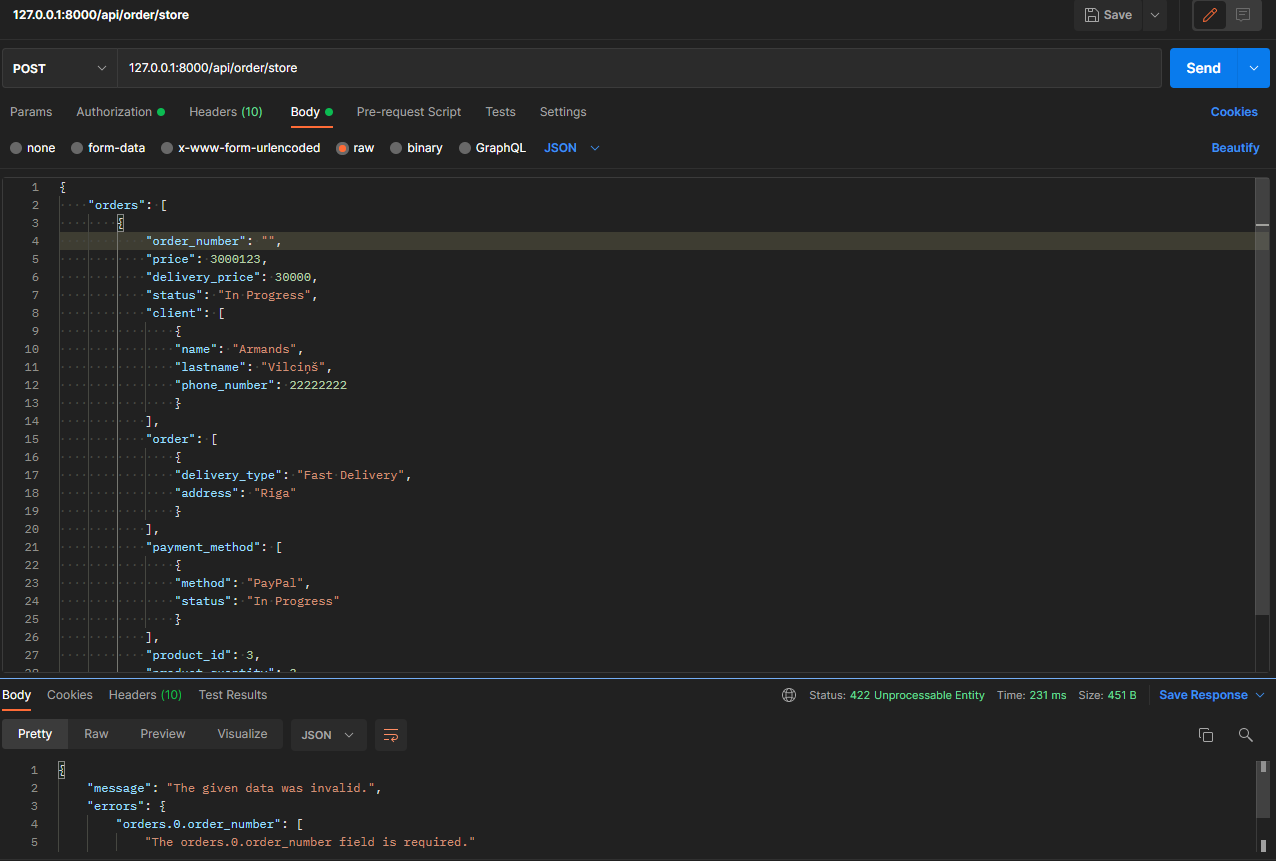 127.0.0.1:8000/api/order/store
Save
POST
127.0.0.1:8000/api/order/store
Send
Params Authorization Headers (10) Body Pre-request Script Tests Settings Cookies
none form-data x-www-form-urlencoded raw binary GraphQL JSON Beautify
1 {
2 "orders": [
3 {
4 "order_number": "",
5 "price": 3000123,
6 "delivery_price": 30000,
7 "status": "In Progress",
8 "client": [
9 {
10 "name": "Armands",
11 "lastname": "Vilciņš",
12 "phone_number": 22222222
13 }
14 ],
15 "order": [
16 {
17 "delivery_type": "Fast Delivery",
18 "address": "Riga"
19 }
20 ],
21 "payment_method": [
22 {
23 "method": "PayPal",
24 "status": "In Progress"
25 }
26 ],
27 "product_id": 3,
Body Cookies Headers (10) Test Results Status: 422 Unprocessable Entity Time: 231 ms Size: 451 B Save Response
Pretty Raw Preview Visualize JSON
1 {
2 "message": "The given data was invalid.",
3 "errors": {
4 "orders.0.order_number": [
5 "The orders.0.order_number field is required."